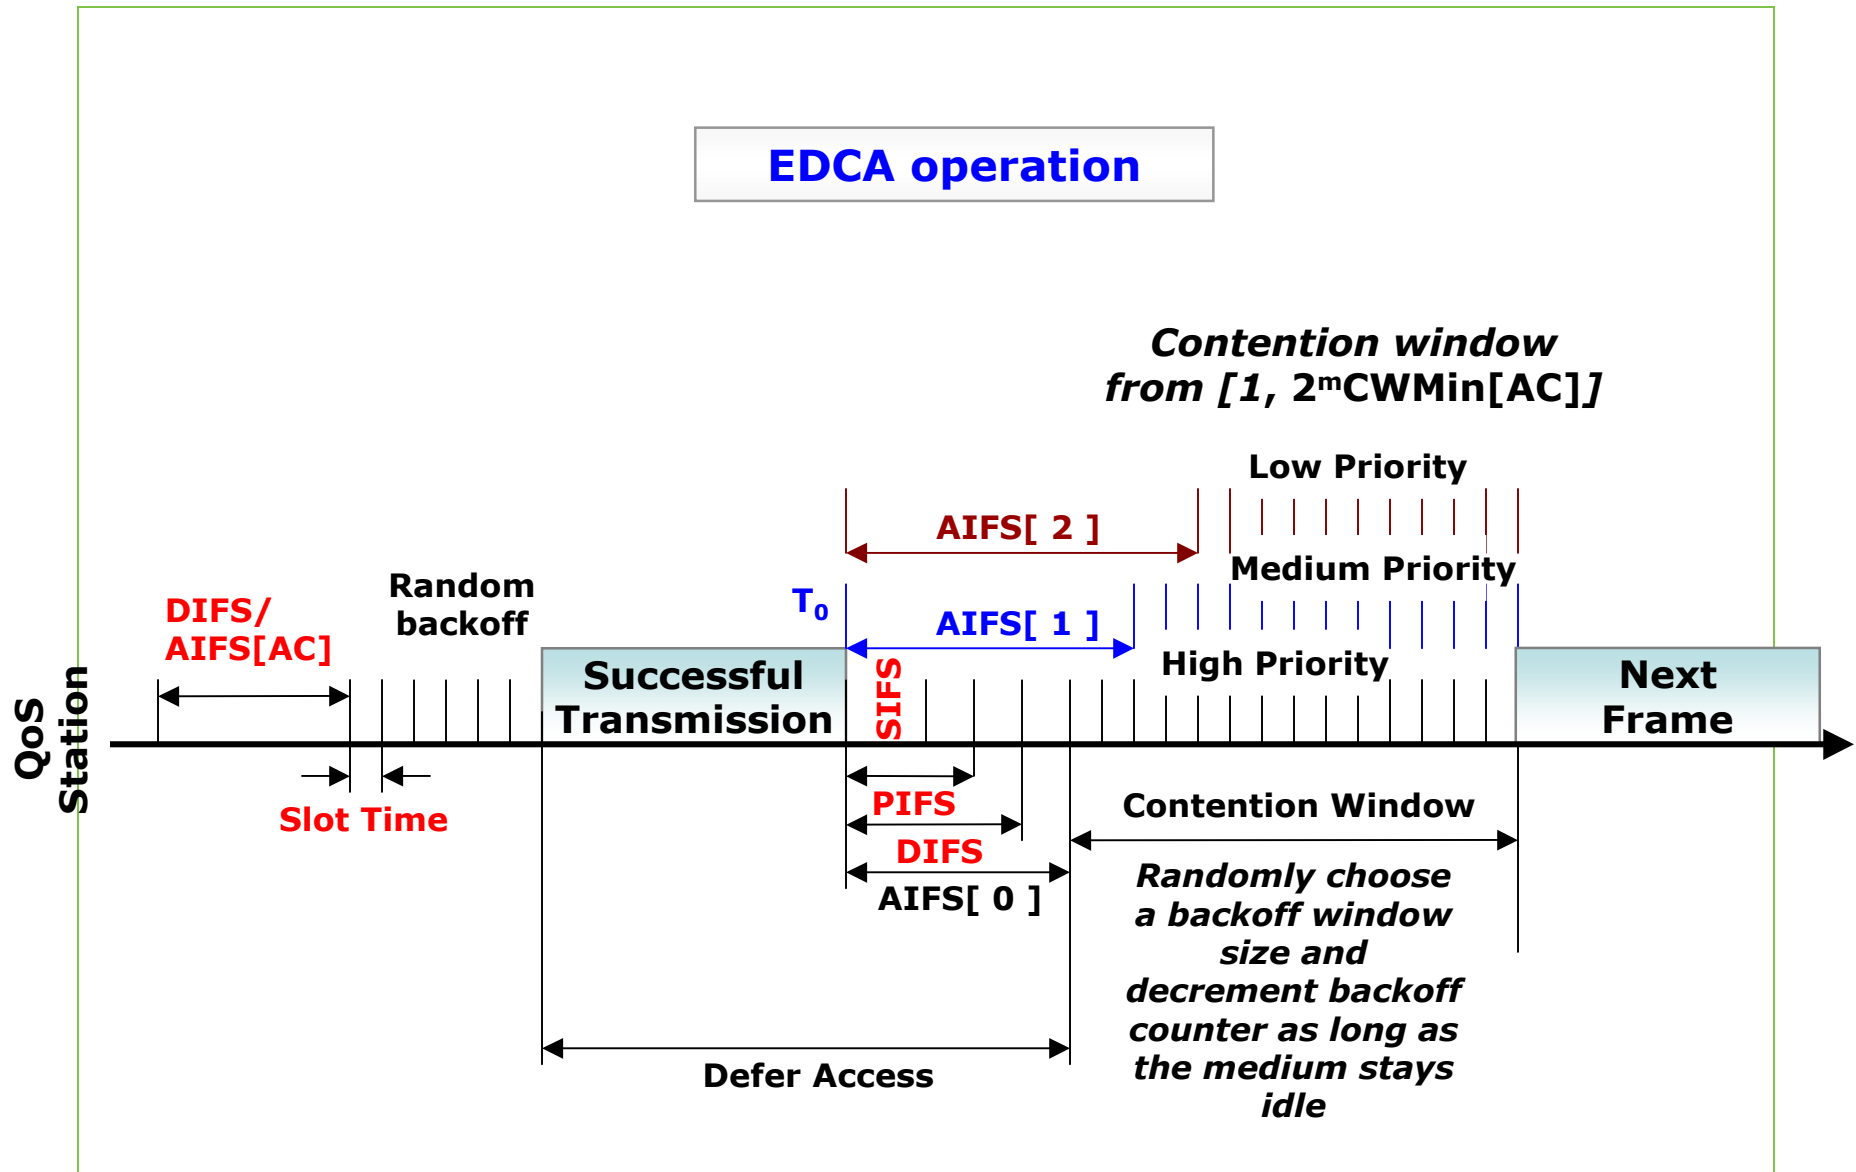 EDCA operation
Contention window
from [1, 2ᵐCWMin[AC]]
Low Priority
AIFS[ 2 ]
Medium Priority
Random
backoff
DIFS/
AIFS[AC]
T₀
AIFS[ 1 ]
High Priority
QoS
Station
Successful
Transmission
SIFS
Next
Frame
Slot Time
PIFS
DIFS
AIFS[ 0 ]
Contention Window
Randomly choose
a backoff window
size and
decrement backoff
counter as long as
the medium stays
idle
Defer Access